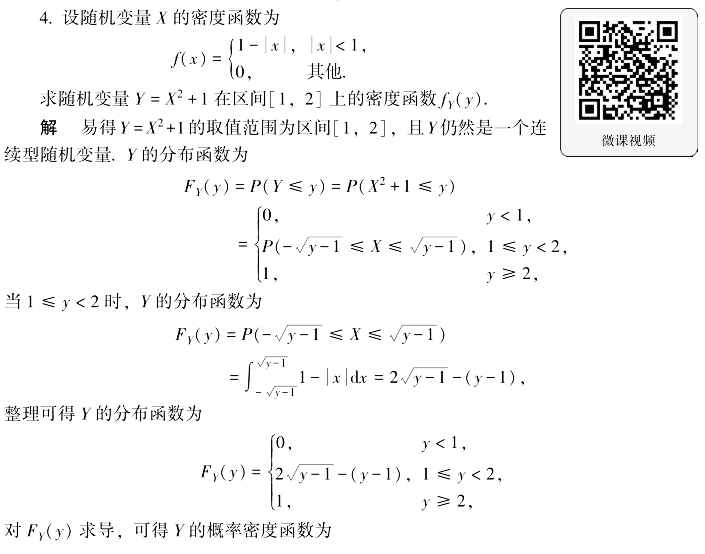 4. 设随机变量 X 的密度函数为
f(x) = { 1-|x|, |x|<1,
0, 其他.
求随机变量 Y = X² + 1 在区间[1, 2] 上的密度函数 f_Y(y).
解 易得 Y=X²+1 的取值范围为区间[1, 2], 且 Y 仍然是一个连
续型随机变量. Y 的分布函数为
微课视频
F_Y(y) = P(Y ≤ y) = P(X² + 1 ≤ y)
= { 0, y < 1,
P(-√(y-1) ≤ X ≤ √(y-1)), 1 ≤ y < 2,
1, y ≥ 2,
当 1 ≤ y < 2 时, Y 的分布函数为
F_Y(y) = P(-√(y-1) ≤ X ≤ √(y-1))
= ∫_{-√(y-1)}^{√(y-1)} 1-|x|dx = 2√(y-1) -(y-1),
整理可得 Y 的分布函数为
F_Y(y) = { 0, y < 1,
2√(y-1) -(y-1), 1 ≤ y < 2,
1, y ≥ 2,
对 F_Y(y) 求导, 可得 Y 的概率密度函数为